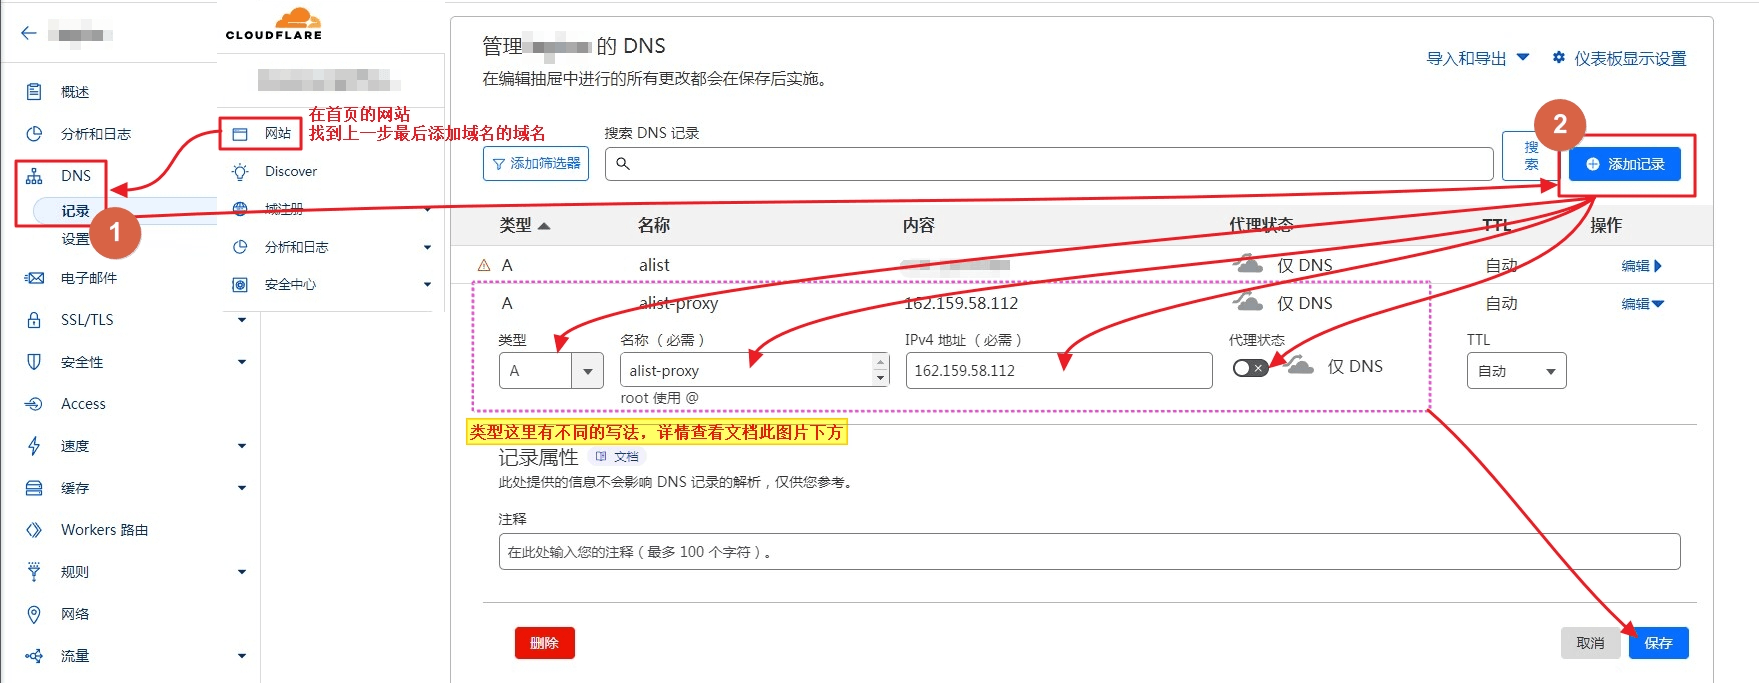 概述
分析和日志
DNS
记录
设置
电子邮件
SSL/TLS
安全性
Access
速度
缓存
Workers 路由
规则
网络
流量
CLOUDFLARE
网站
在首页的网站
找到上一步最后添加域名的域名
Discover
域注册
分析和日志
安全中心
1
管理 的 DNS
在编辑抽屉中进行的所有更改都会在保存后实施。
导入和导出
仪表板显示设置
2
搜索 DNS 记录
添加筛选器
搜
索
添加记录
类型 名称 内容 代理状态 TTL 操作
A alist 仅 DNS 自动 编辑
A alist-proxy 162.159.58.112 仅 DNS 自动 编辑
类型 名称（必需） IPv4 地址（必需） 代理状态 TTL
A alist-proxy 162.159.58.112 仅 DNS 自动
root 使用 @
类型这里有不同的写法，详情查看文档此图片下方
记录属性 文档
此处提供的信息不会影响 DNS 记录的解析，仅供您参考。
注释
在此处输入您的注释（最多 100 个字符）。
删除 取消 保存